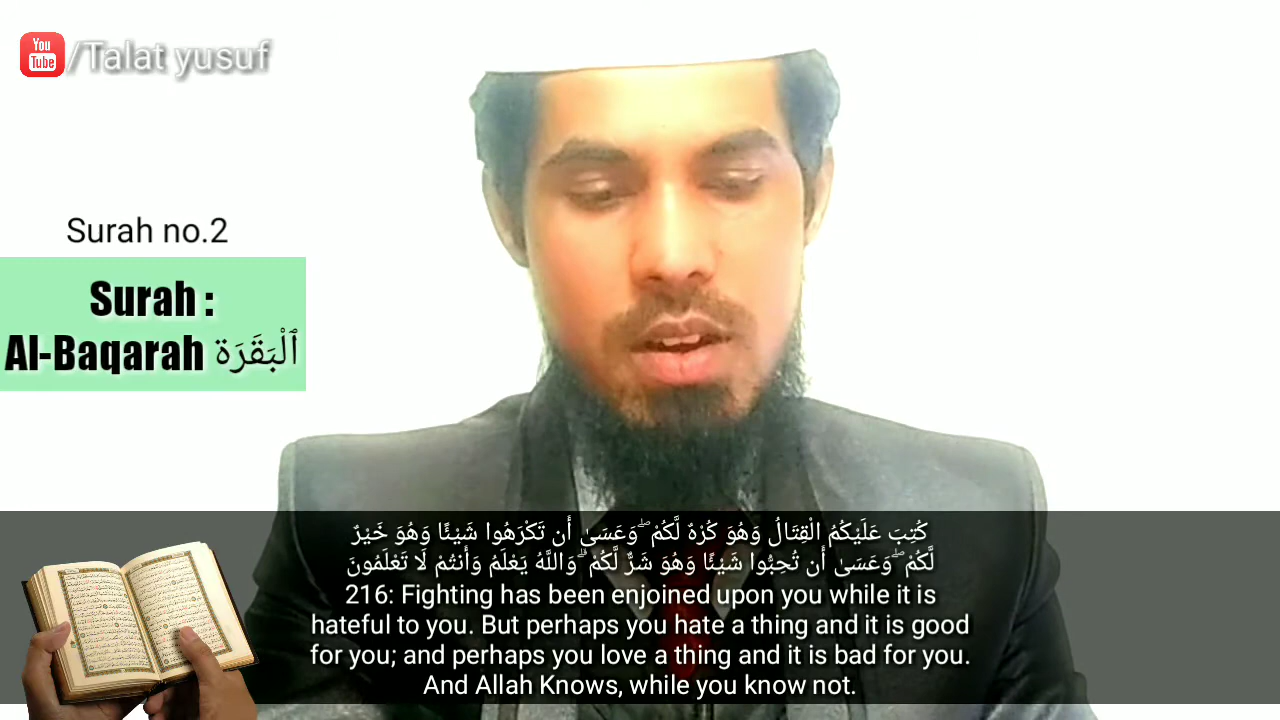 You
Tube
/Talat yusuf
Surah no.2
Surah :
Al-Baqarah ٱلْبَقَرَة
كُتِبَ عَلَيْكُمُ الْقِتَالُ وَهُوَ كُرْهٌ لَّكُمْ ۖ وَعَسَىٰ أَن تَكْرَهُوا شَيْئًا وَهُوَ خَيْرٌ
لَّكُمْ ۖ وَعَسَىٰ أَن تُحِبُّوا شَيْئًا وَهُوَ شَرٌّ لَّكُمْ ۗ وَاللَّهُ يَعْلَمُ وَأَنتُمْ لَا تَعْلَمُونَ
216: Fighting has been enjoined upon you while it is
hateful to you. But perhaps you hate a thing and it is good
for you; and perhaps you love a thing and it is bad for you.
And Allah Knows, while you know not.